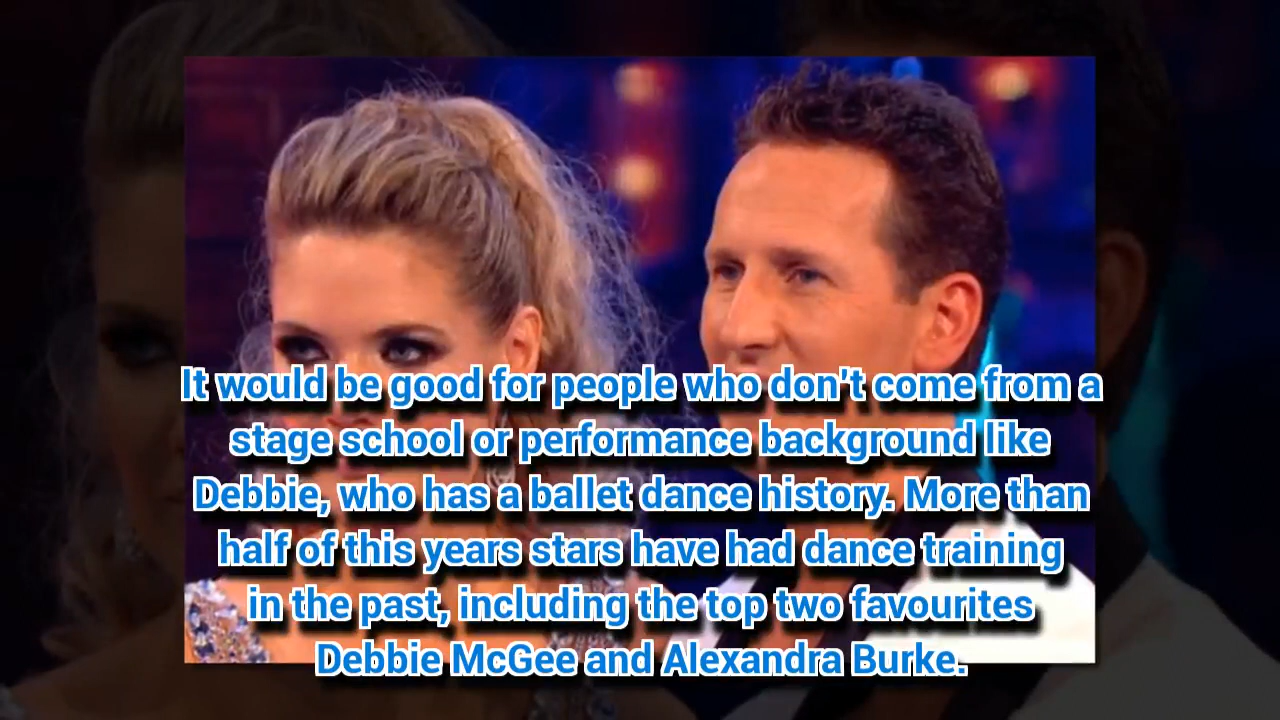 It would be good for people who don't come from a
stage school or performance background like
Debbie, who has a ballet dance history. More than
half of this years stars have had dance training
in the past, including the top two favourites
Debbie McGee and Alexandra Burke.